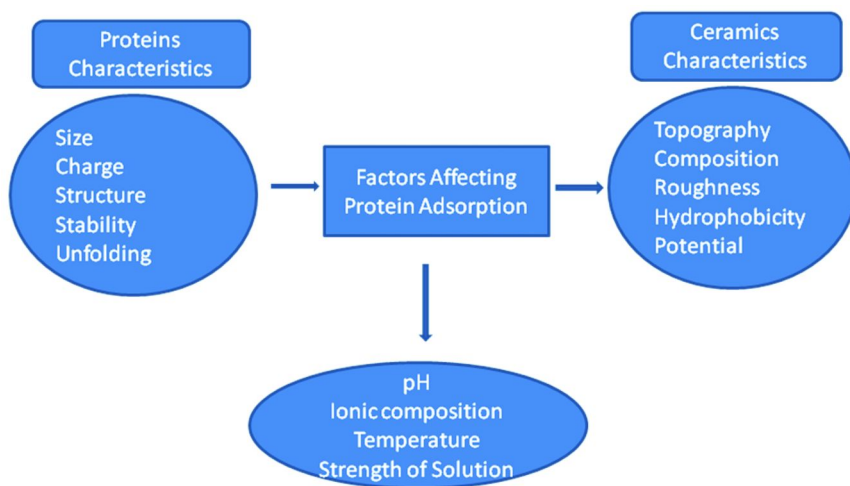 Proteins
Characteristics
Size
Charge
Structure
Stability
Unfolding
Factors Affecting
Protein Adsorption
Ceramics
Characteristics
Topography
Composition
Roughness
Hydrophobicity
Potential
pH
Ionic composition
Temperature
Strength of Solution